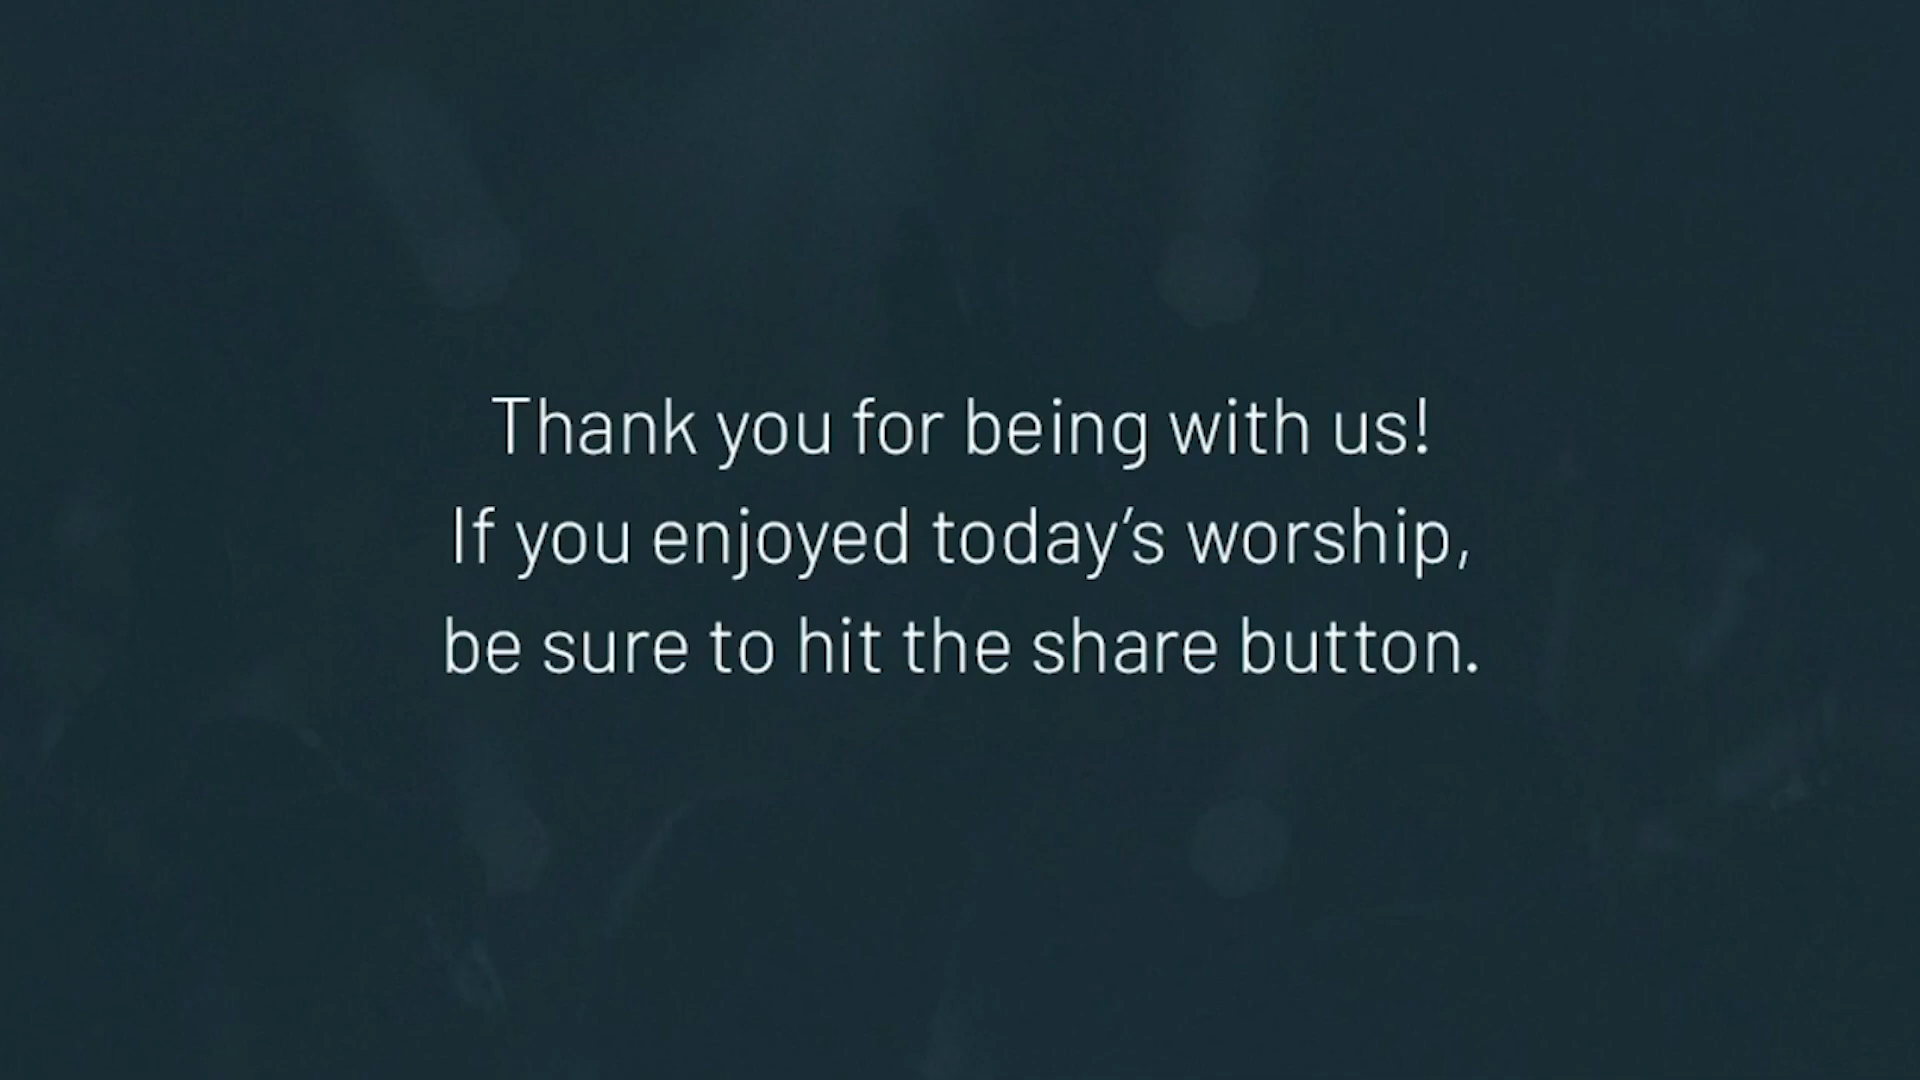 Thank you for being with us!
If you enjoyed today’s worship,
be sure to hit the share button.